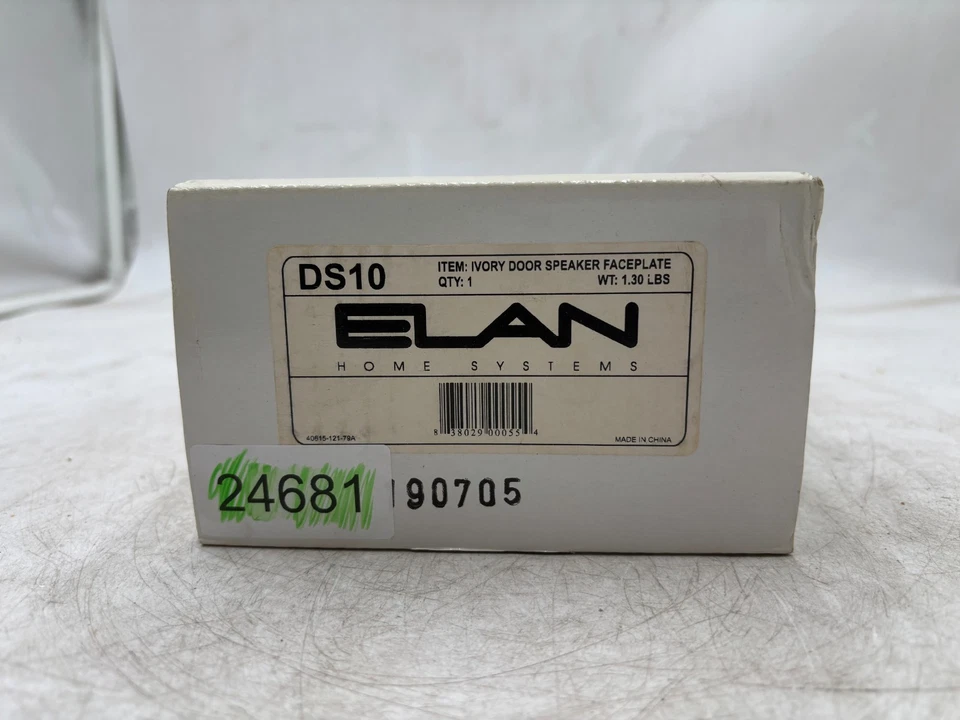 DS10
ITEM: IVORY DOOR SPEAKER FACEPLATE
QTY: 1 WT: 1.30 LBS
ELAN
HOME SYSTEMS
8 38029 00055 4
40615-121-79A MADE IN CHINA
24681 190705